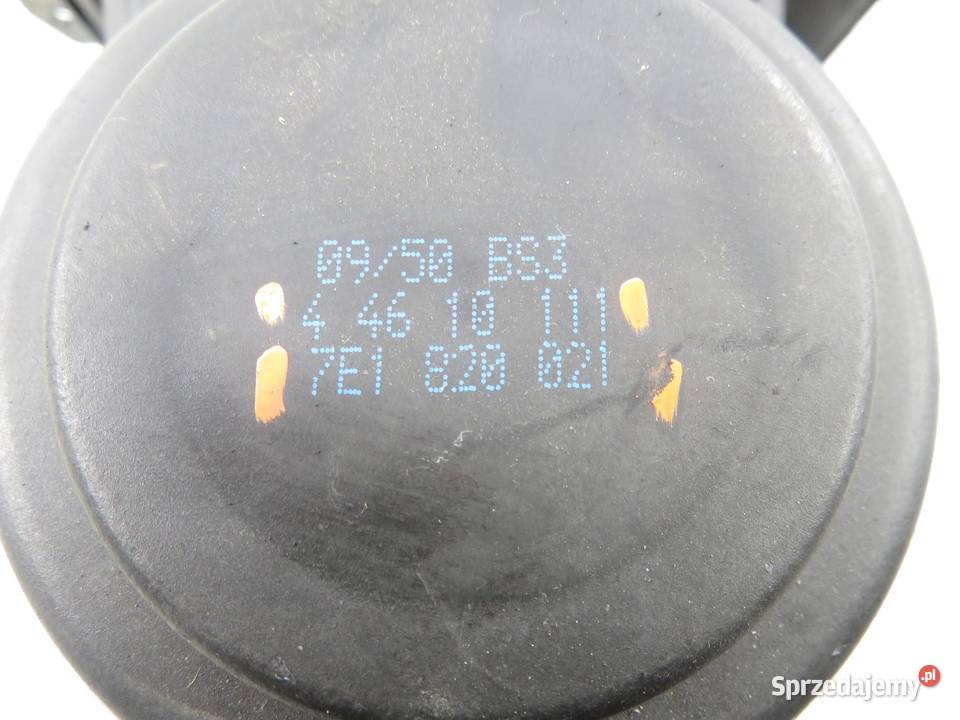 09/50 BS3
4 46 10 111
7E1 820 021
Sprzedajemy.pl